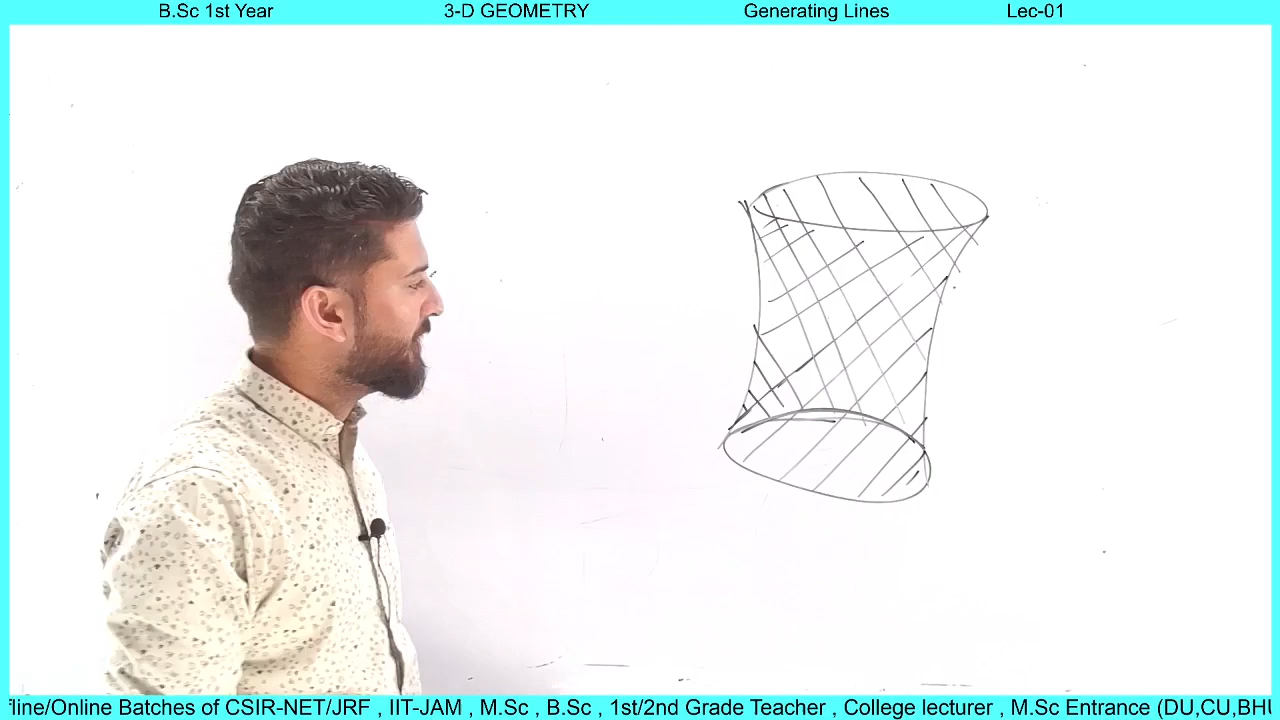 B.Sc 1st Year 3-D GEOMETRY Generating Lines Lec-01
line/Online Batches of CSIR-NET/JRF , IIT-JAM , M.Sc , B.Sc , 1st/2nd Grade Teacher , College lecturer , M.Sc Entrance (DU,CU,BHU